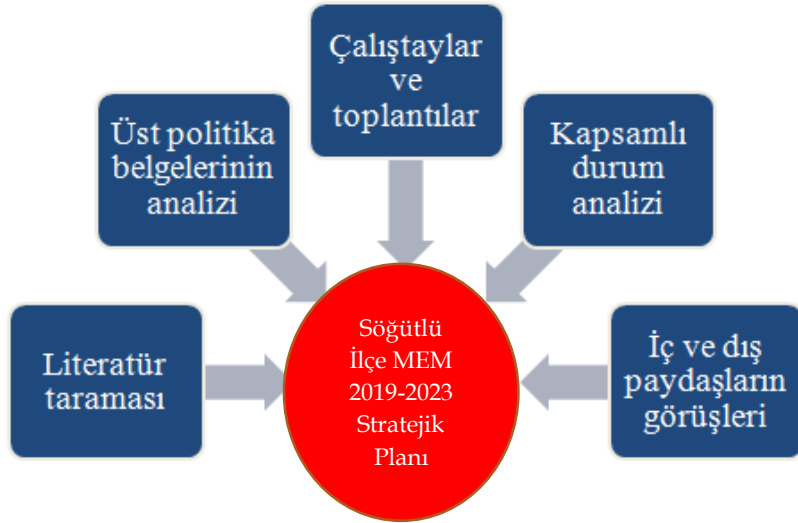 Çalıştaylar
ve
toplantılar
Üst politika
belgelerinin
analizi
Kapsamlı
durum
analizi
Literatür
taraması
Söğütlü
İlçe MEM
2019-2023
Stratejik
Planı
İç ve dış
paydaşların
görüşleri